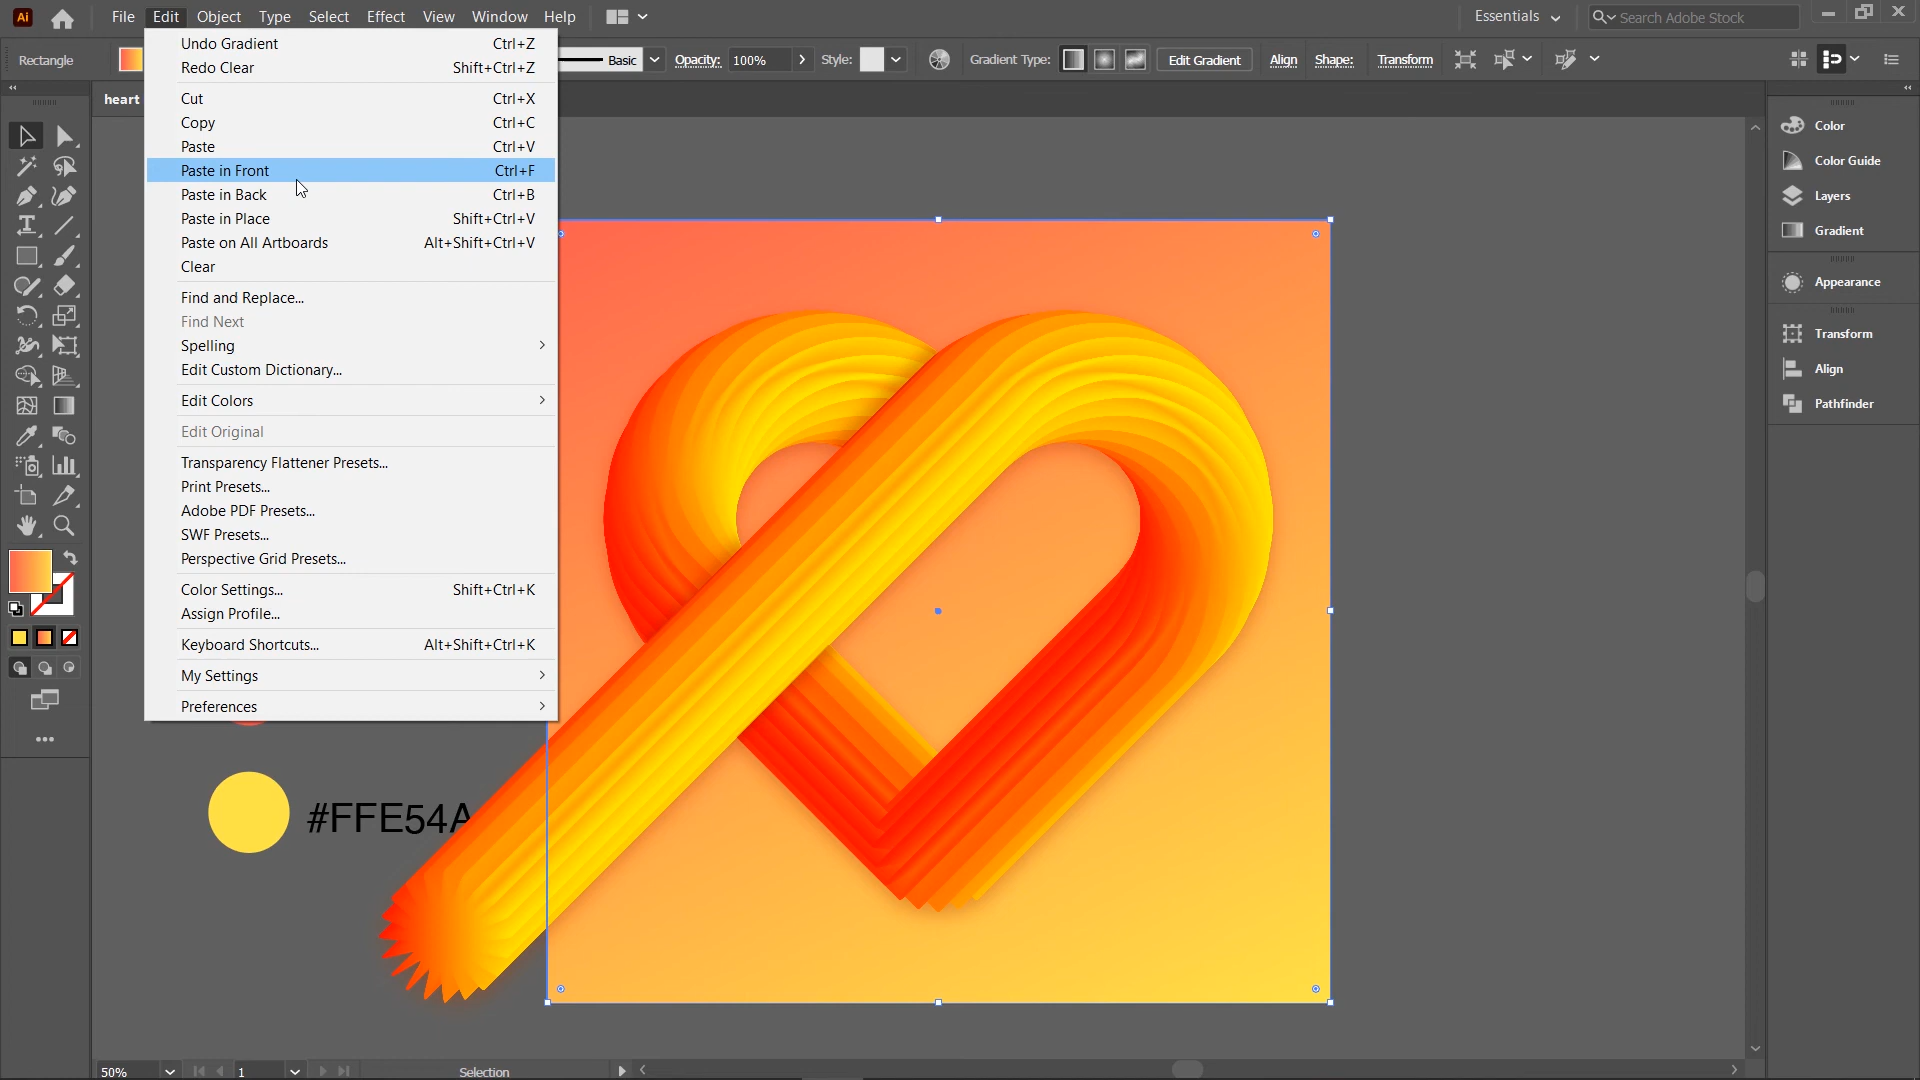 Ai File Edit Object Type Select Effect View Window Help Essentials Search Adobe Stock
Rectangle Basic Opacity: 100% Style: Gradient Type: Edit Gradient Align Shape: Transform
heart
Undo Gradient Ctrl+Z
Redo Clear Shift+Ctrl+Z
Cut Ctrl+X
Copy Ctrl+C
Paste Ctrl+V
Paste in Front Ctrl+F
Paste in Back Ctrl+B
Paste in Place Shift+Ctrl+V
Paste on All Artboards Alt+Shift+Ctrl+V
Clear
Find and Replace...
Find Next
Spelling
Edit Custom Dictionary...
Edit Colors
Edit Original
Transparency Flattener Presets...
Print Presets...
Adobe PDF Presets...
SWF Presets...
Perspective Grid Presets...
Color Settings... Shift+Ctrl+K
Assign Profile...
Keyboard Shortcuts... Alt+Shift+Ctrl+K
My Settings
Preferences
Color
Color Guide
Layers
Gradient
Appearance
Transform
Align
Pathfinder
#FFE54A
50% 1 Selection